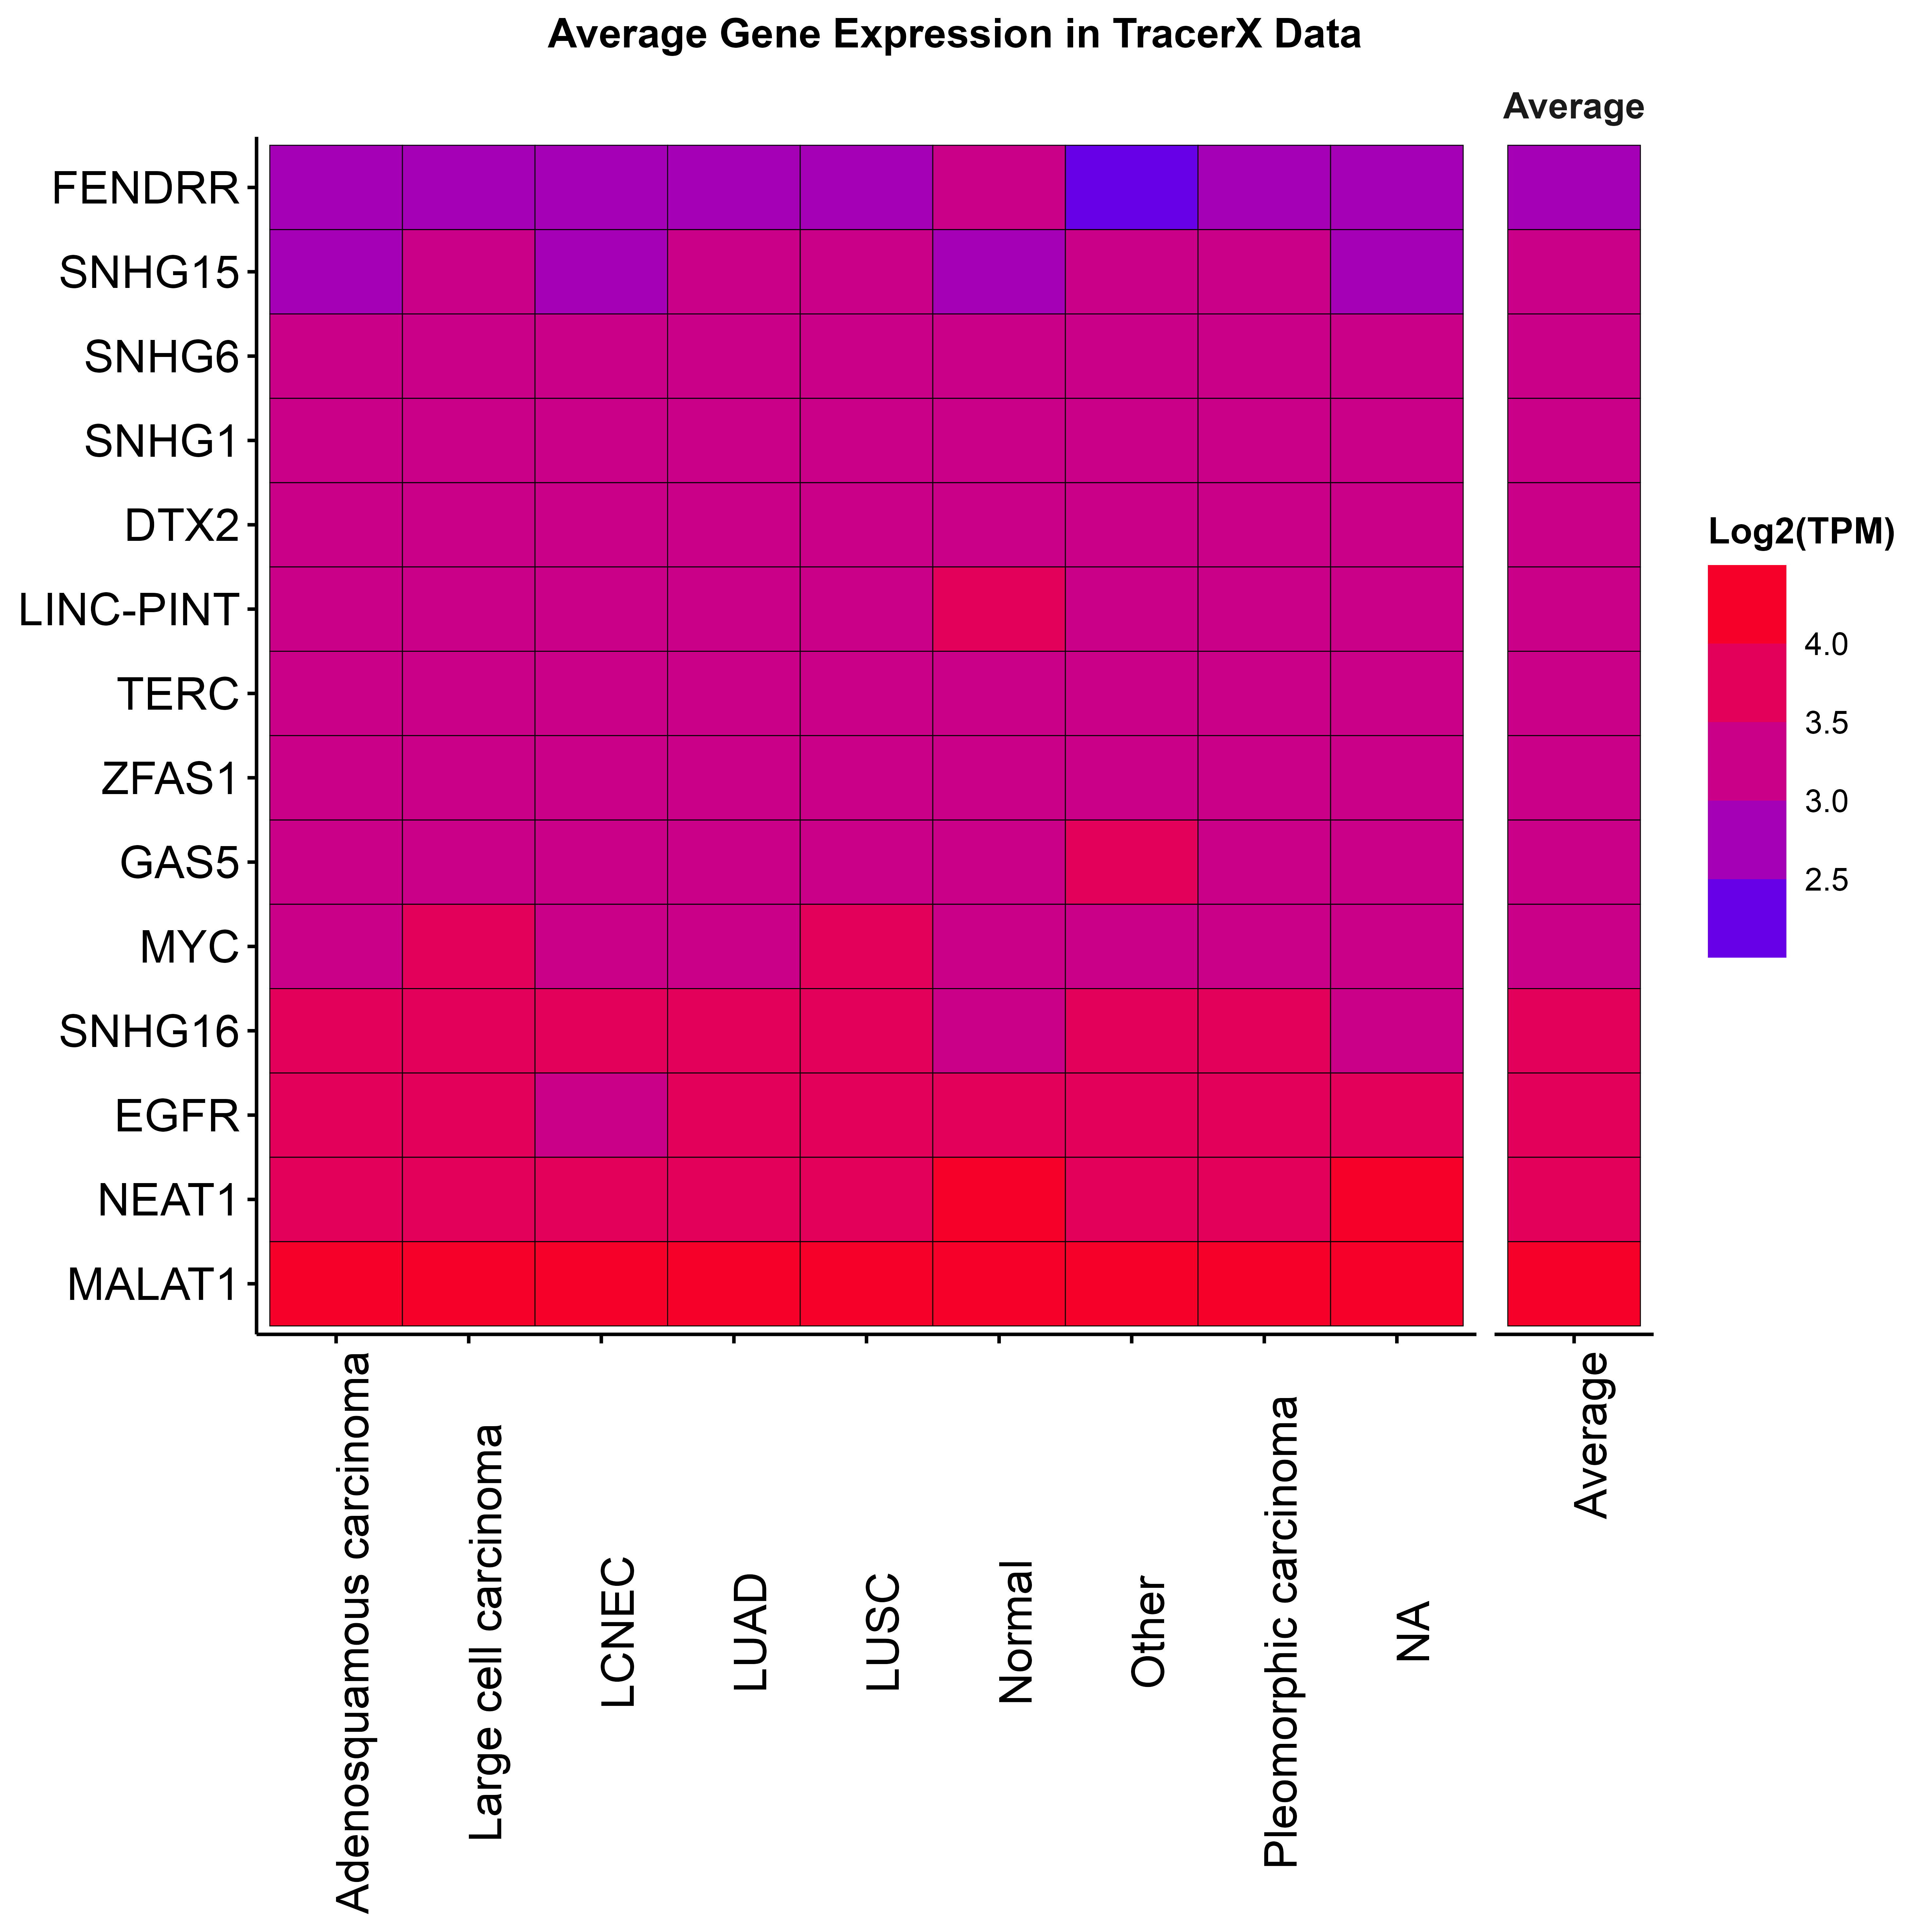 Average Gene Expression in TracerX Data
Average
FENDRR
SNHG15
SNHG6
SNHG1
DTX2
LINC-PINT
TERC
ZFAS1
GAS5
MYC
SNHG16
EGFR
NEAT1
MALAT1
Log2(TPM)
4.0
3.5
3.0
2.5
Adenosquamous carcinoma
Large cell carcinoma
LCNEC
LUAD
LUSC
Normal
Other
Pleomorphic carcinoma
NA
Average